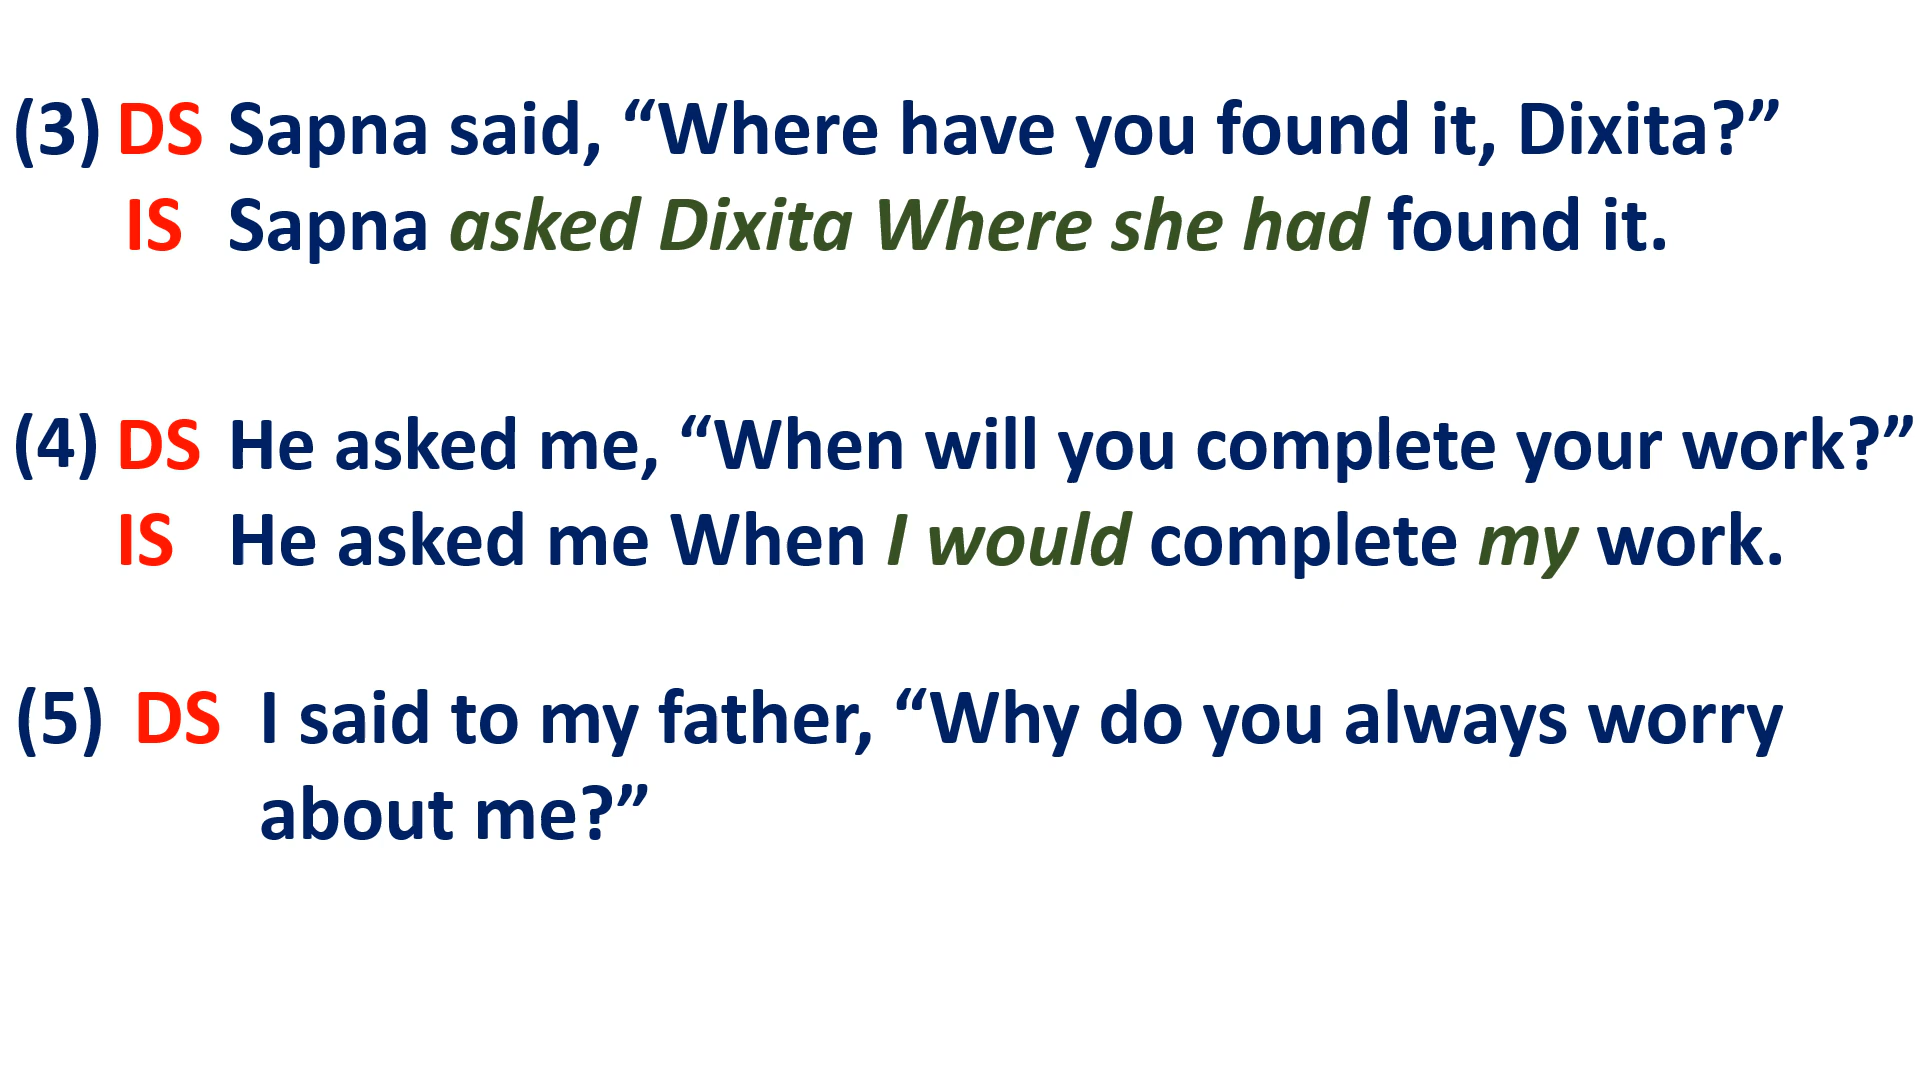 (3) DS Sapna said, “Where have you found it, Dixita?”
IS Sapna asked Dixita Where she had found it.
(4) DS He asked me, “When will you complete your work?”
IS He asked me When I would complete my work.
(5) DS I said to my father, “Why do you always worry
about me?”